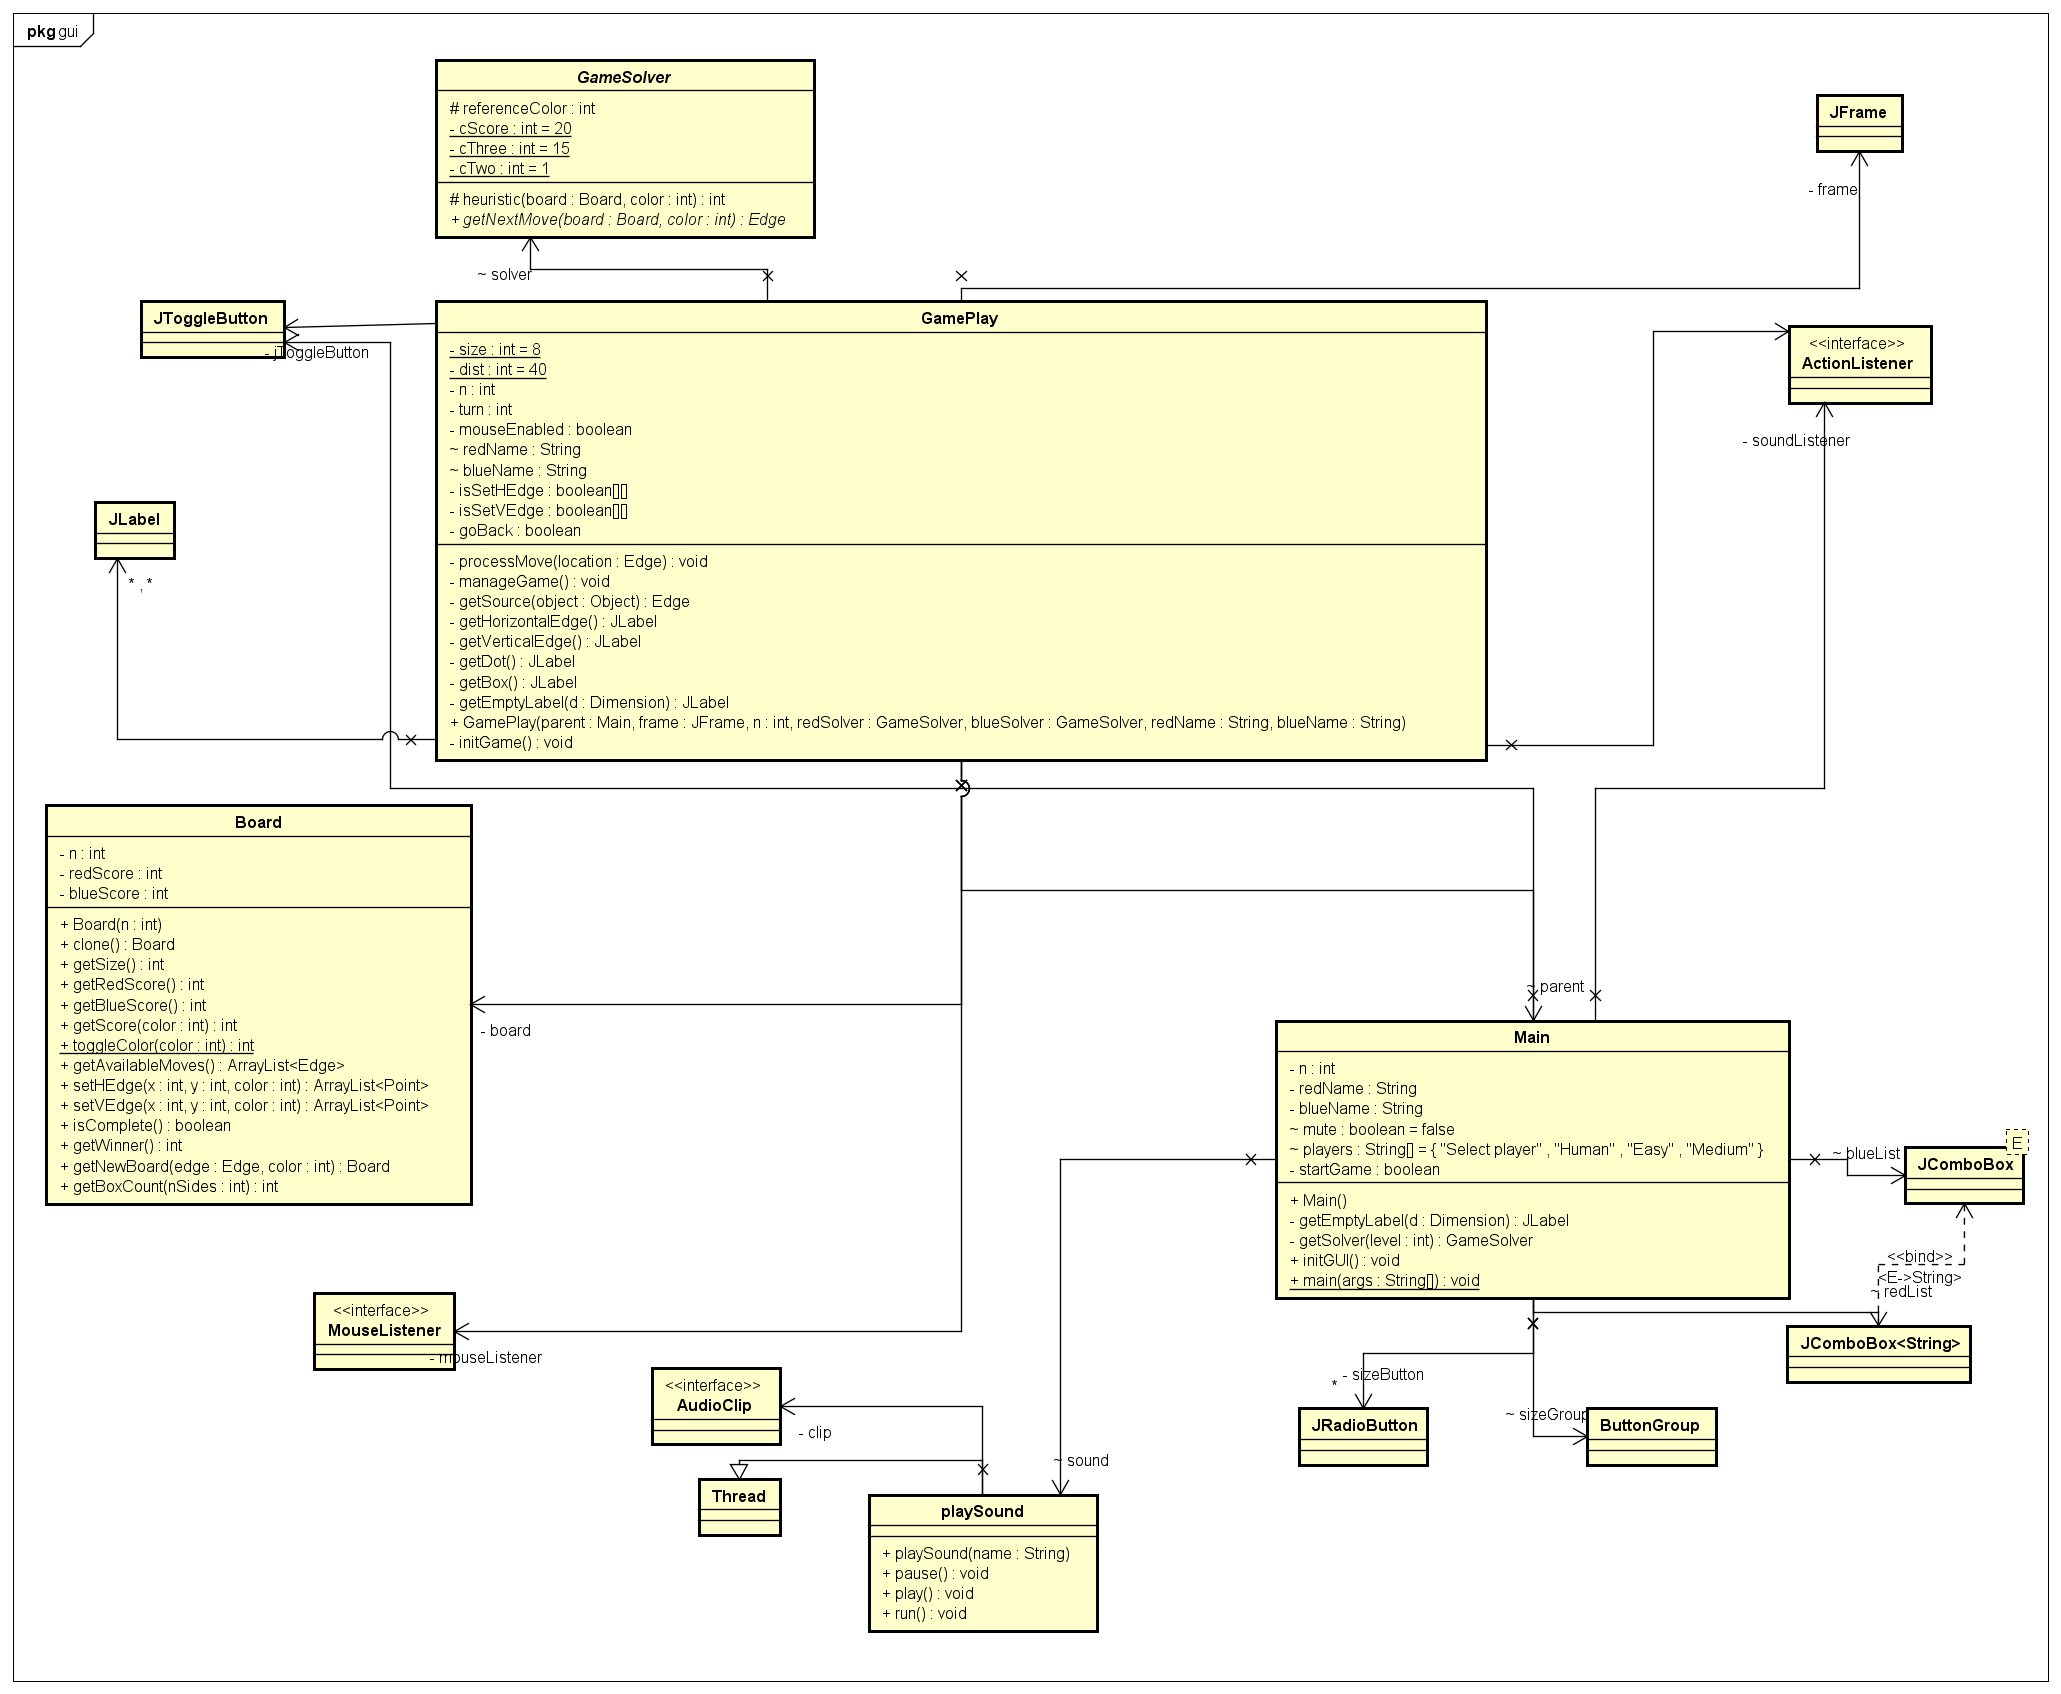 pkg gui
GameSolver
# referenceColor : int
- cScore : int = 20
- cThree : int = 15
- cTwo : int = 1
# heuristic(board : Board, color : int) : int
+ getNextMove(board : Board, color : int) : Edge
JFrame
- frame
~ solver
JToggleButton
- jToggleButton
GamePlay
- size : int = 8
- dist : int = 40
- n : int
- turn : int
- mouseEnabled : boolean
~ redName : String
~ blueName : String
- isSetHEdge : boolean[][]
- isSetVEdge : boolean[][]
- goBack : boolean
- processMove(location : Edge) : void
- manageGame() : void
- getSource(object : Object) : Edge
- getHorizontalEdge() : JLabel
- getVerticalEdge() : JLabel
- getDot() : JLabel
- getBox() : JLabel
- getEmptyLabel(d : Dimension) : JLabel
+ GamePlay(parent : Main, frame : JFrame, n : int, redSolver : GameSolver, blueSolver : GameSolver, redName : String, blueName : String)
- initGame() : void
<<interface>>
ActionListener
- soundListener
JLabel
* , *
Board
- n : int
- redScore : int
- blueScore : int
+ Board(n : int)
+ clone() : Board
+ getSize() : int
+ getRedScore() : int
+ getBlueScore() : int
+ getScore(color : int) : int
+ toggleColor(color : int) : int
+ getAvailableMoves() : ArrayList<Edge>
+ setHEdge(x : int, y : int, color : int) : ArrayList<Point>
+ setVEdge(x : int, y : int, color : int) : ArrayList<Point>
+ isComplete() : boolean
+ getWinner() : int
+ getNewBoard(edge : Edge, color : int) : Board
+ getBoxCount(nSides : int) : int
- board
~ parent
Main
- n : int
- redName : String
- blueName : String
~ mute : boolean = false
~ players : String[] = { "Select player" , "Human" , "Easy" , "Medium" }
- startGame : boolean
+ Main()
- getEmptyLabel(d : Dimension) : JLabel
- getSolver(level : int) : GameSolver
+ initGUI() : void
+ main(args : String[]) : void
~ blueList
E
JComboBox
<<bind>>
<E->String>
~ redList
JComboBox<String>
<<interface>>
MouseListener
- mouseListener
<<interface>>
AudioClip
- clip
Thread
~ sound
playSound
+ playSound(name : String)
+ pause() : void
+ play() : void
+ run() : void
- sizeButton
*
JRadioButton
~ sizeGroup
ButtonGroup